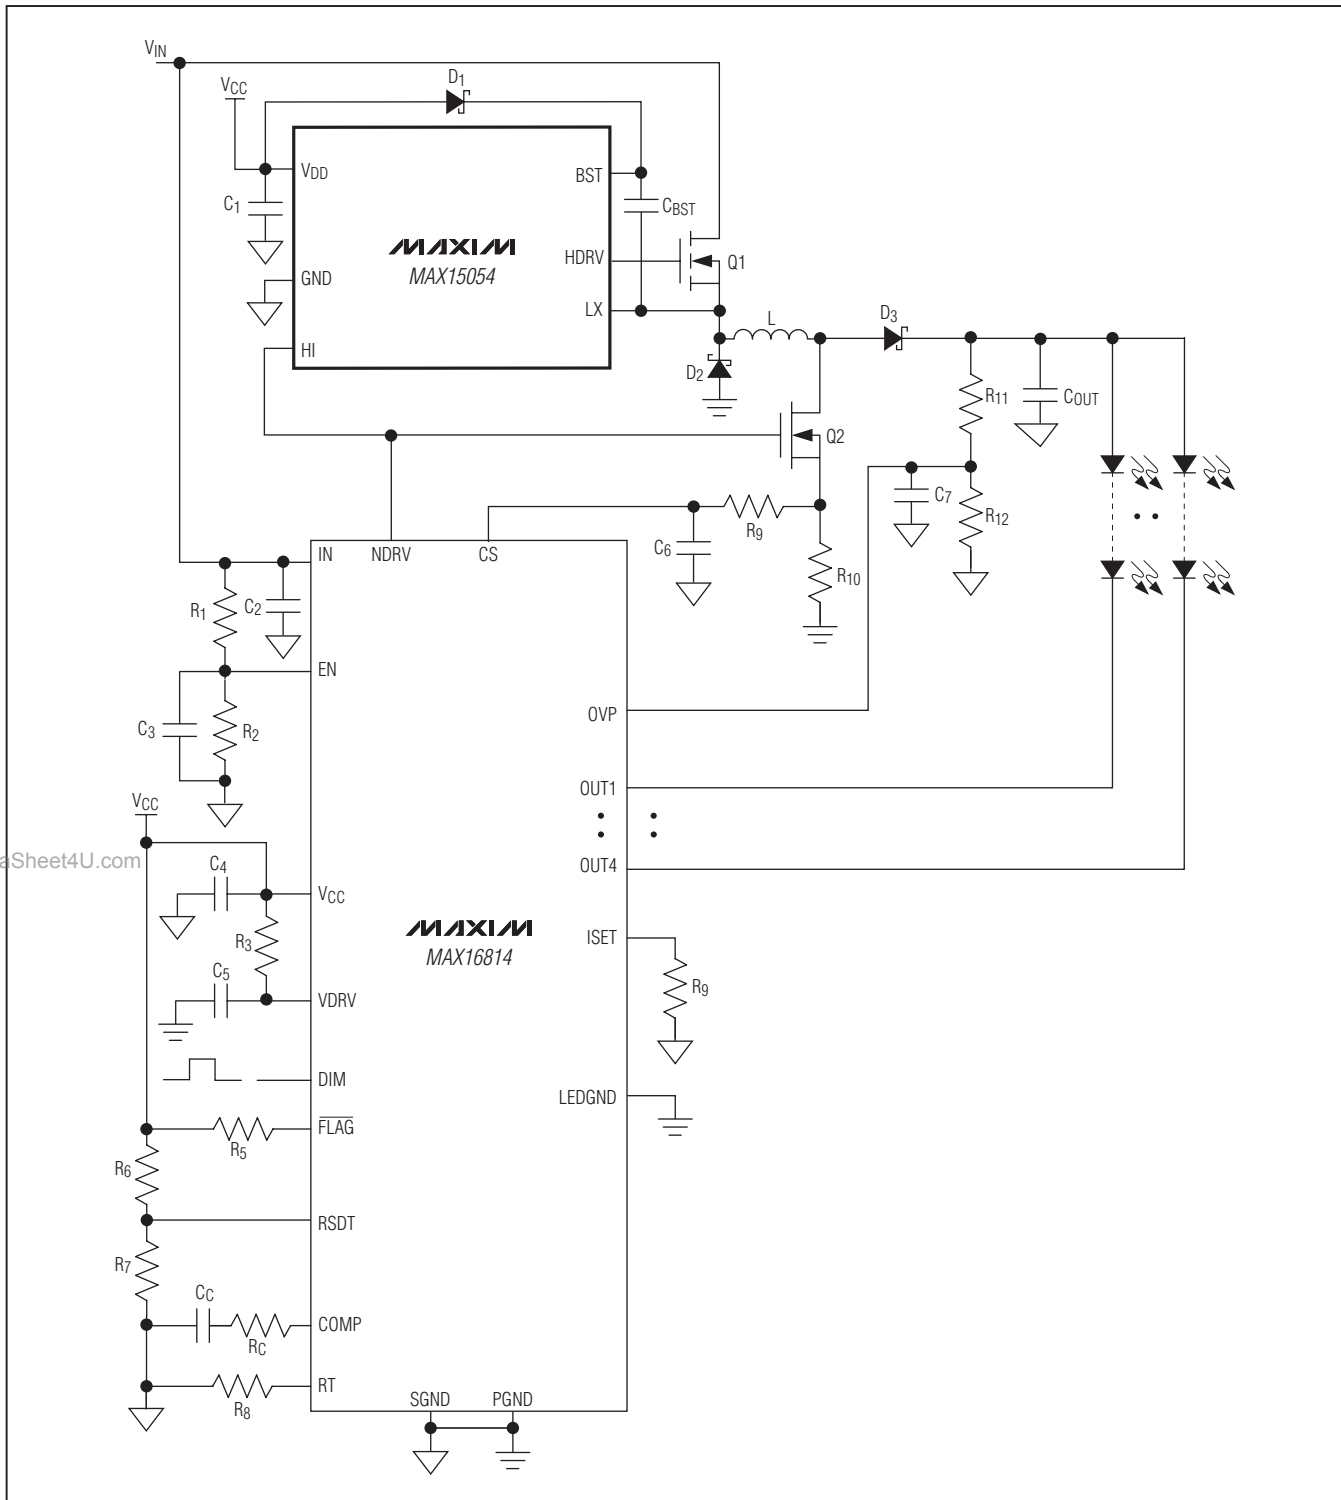 VIN
VCC
D1
VDD
BST
C1
CBST
MAXIM
MAX15054
HDRV
Q1
GND
LX
L
D3
HI
D2
R11
COUT
Q2
C7
R12
R9
C6
R10
IN
NDRV
CS
R1
C2
EN
C3
R2
OVP
OUT1
VCC
aSheet4U.com
C4
OUT4
VCC
R3
MAXIM
MAX16814
ISET
C5
R9
VDRV
DIM
LEDGND
FLAG
R5
R6
RSDT
R7
CC
COMP
RC
RT
R8
SGND
PGND